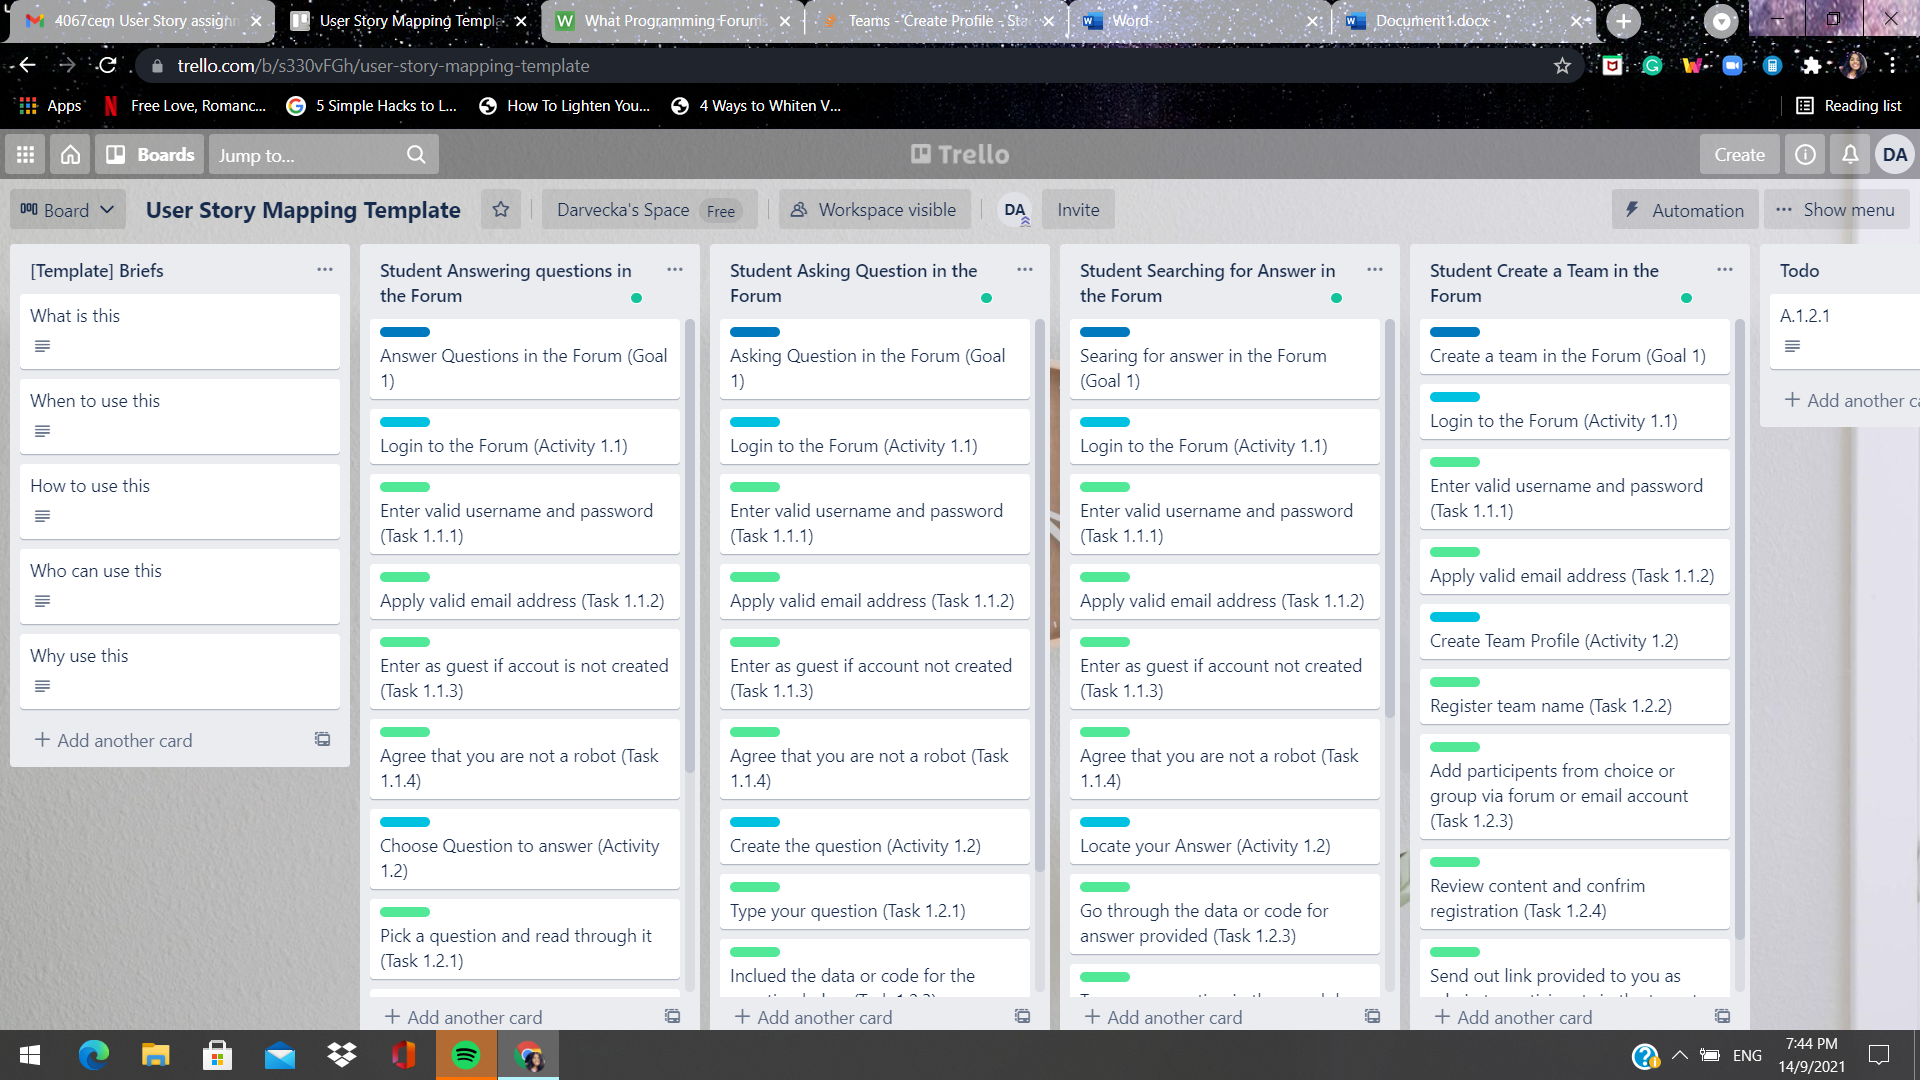 4067cem User Story assignm
User Story Mapping Templa
What Programming Forums
Teams - Create Profile - Sta
Word
Document1.docx
trello.com/b/s330vFGh/user-story-mapping-template
Apps
Free Love, Romanc...
5 Simple Hacks to L...
How To Lighten You...
4 Ways to Whiten V...
Reading list
Boards
Jump to...
Trello
Create
DA
Board
User Story Mapping Template
Darvecka's Space Free
Workspace visible
DA
Invite
Automation
Show menu
[Template] Briefs
What is this
When to use this
How to use this
Who can use this
Why use this
+ Add another card
Student Answering questions in
the Forum
Answer Questions in the Forum (Goal
1)
Login to the Forum (Activity 1.1)
Enter valid username and password
(Task 1.1.1)
Apply valid email address (Task 1.1.2)
Enter as guest if accout is not created
(Task 1.1.3)
Agree that you are not a robot (Task
1.1.4)
Choose Question to answer (Activity
1.2)
Pick a question and read through it
(Task 1.2.1)
+ Add another card
Student Asking Question in the
Forum
Asking Question in the Forum (Goal
1)
Login to the Forum (Activity 1.1)
Enter valid username and password
(Task 1.1.1)
Apply valid email address (Task 1.1.2)
Enter as guest if account not created
(Task 1.1.3)
Agree that you are not a robot (Task
1.1.4)
Create the question (Activity 1.2)
Type your question (Task 1.2.1)
Inclued the data or code for the
+ Add another card
Student Searching for Answer in
the Forum
Searing for answer in the Forum
(Goal 1)
Login to the Forum (Activity 1.1)
Enter valid username and password
(Task 1.1.1)
Apply valid email address (Task 1.1.2)
Enter as guest if account not created
(Task 1.1.3)
Agree that you are not a robot (Task
1.1.4)
Locate your Answer (Activity 1.2)
Go through the data or code for
answer provided (Task 1.2.3)
+ Add another card
Student Create a Team in the
Forum
Create a team in the Forum (Goal 1)
Login to the Forum (Activity 1.1)
Enter valid username and password
(Task 1.1.1)
Apply valid email address (Task 1.1.2)
Create Team Profile (Activity 1.2)
Register team name (Task 1.2.2)
Add participents from choice or
group via forum or email account
(Task 1.2.3)
Review content and confrim
registration (Task 1.2.4)
Send out link provided to you as
+ Add another card
Todo
A.1.2.1
+ Add another ca
ENG
7:44 PM
14/9/2021